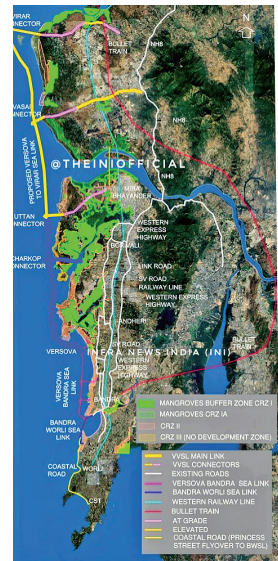 VIRAR
CONNECTOR
N
BULLET
TRAIN
NH8
VASAI
CONNECTOR
NH8
PROPOSED VERSOVA
TO VIRAR SEA LINK
@THEINIOFFICIAL
MIRA
BHAYANDER
NH8
UTTAN
CONNECTOR
WESTERN
EXPRESS
HIGHWAY
BORIVALI
CHARKOP
CONNECTOR
LINK ROAD
SV ROAD
RAILWAY LINE
WESTERN EXPRESS
HIGHWAY
ANDHERI
VERSOVA
SV ROAD
BULLET
TRAIN
INFRA NEWS INDIA (INI)
WESTERN
EXPRESS
HIGHWAY
VERSOVA
BANDRA SEA
LINK
BANDRA
BANDRA
WORLI SEA
LINK
COASTAL
ROAD
WORLI
CST
MANGROVES BUFFER ZONE CRZ I
MANGROVES CRZ IA
CRZ II
CRZ III (NO DEVELOPMENT ZONE)
VVSL MAIN LINK
VVSL CONNECTORS
EXISTING ROADS
VERSOVA BANDRA SEA LINK
BANDRA WORLI SEA LINK
WESTERN RAILWAY LINE
BULLET TRAIN
AT GRADE
ELEVATED
COASTAL ROAD (PRINCESS
STREET FLYOVER TO BWSL)